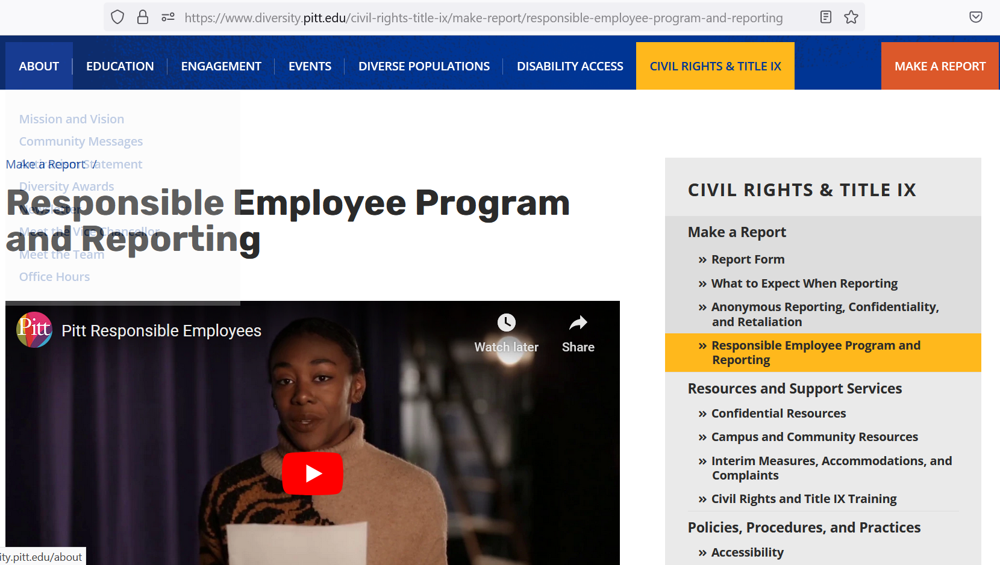 https://www.diversity.pitt.edu/civil-rights-title-ix/make-report/responsible-employee-program-and-reporting
ABOUT
EDUCATION
ENGAGEMENT
EVENTS
DIVERSE POPULATIONS
DISABILITY ACCESS
CIVIL RIGHTS & TITLE IX
MAKE A REPORT
Mission and Vision
Community Messages
Antiracism Statement
Diversity Awards
Newsletter
Meet the Vice Chancellor
Meet the Team
Office Hours
Make a Report /
Responsible Employee Program
and Reporting
Pitt
Pitt Responsible Employees
Watch later
Share
CIVIL RIGHTS & TITLE IX
Make a Report
» Report Form
» What to Expect When Reporting
» Anonymous Reporting, Confidentiality,
and Retaliation
» Responsible Employee Program and
Reporting
Resources and Support Services
» Confidential Resources
» Campus and Community Resources
» Interim Measures, Accommodations, and
Complaints
» Civil Rights and Title IX Training
Policies, Procedures, and Practices
» Accessibility
ity.pitt.edu/about